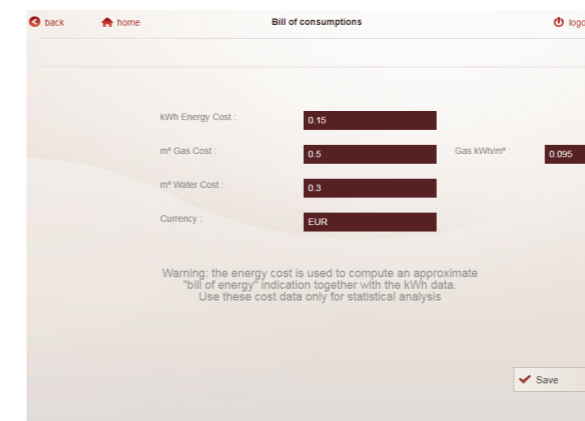 back home Bill of consumptions logo
kWh Energy Cost : 0.15
m³ Gas Cost : 0.5 Gas kWh/m³ : 0.095
m³ Water Cost : 0.3
Currency : EUR
Warning: the energy cost is used to compute an approximate
"bill of energy" indication together with the kWh data.
Use these cost data only for statistical analysis
Save